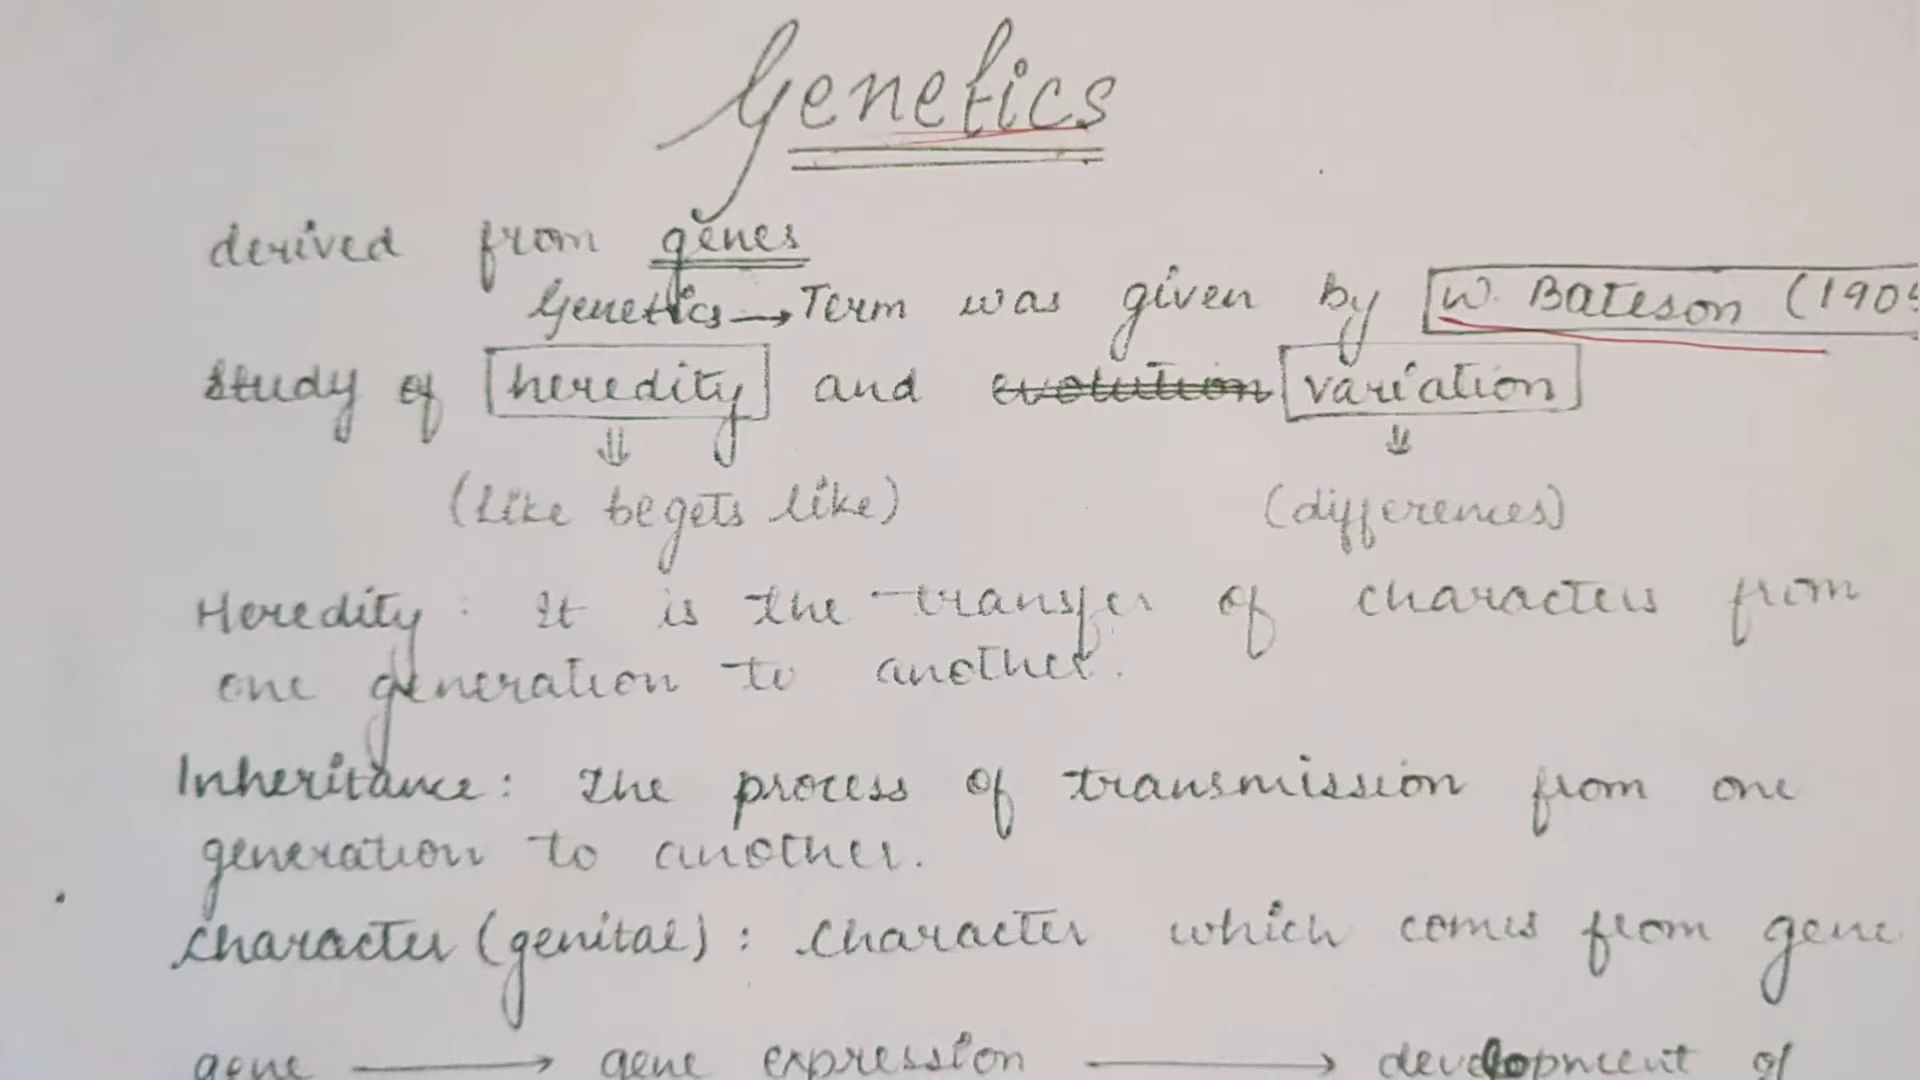 Genetics
derived from genes
Genetics → Term was given by W. Bateson (190
study of heredity and evolution variation
⇓ ⇓
(Like begets like) (differences)
Heredity : It is the transfer of characters from
one generation to another.
Inheritance : The process of transmission from one
generation to another.
character (genital) : character which comes from gene
gene → gene expression → development of